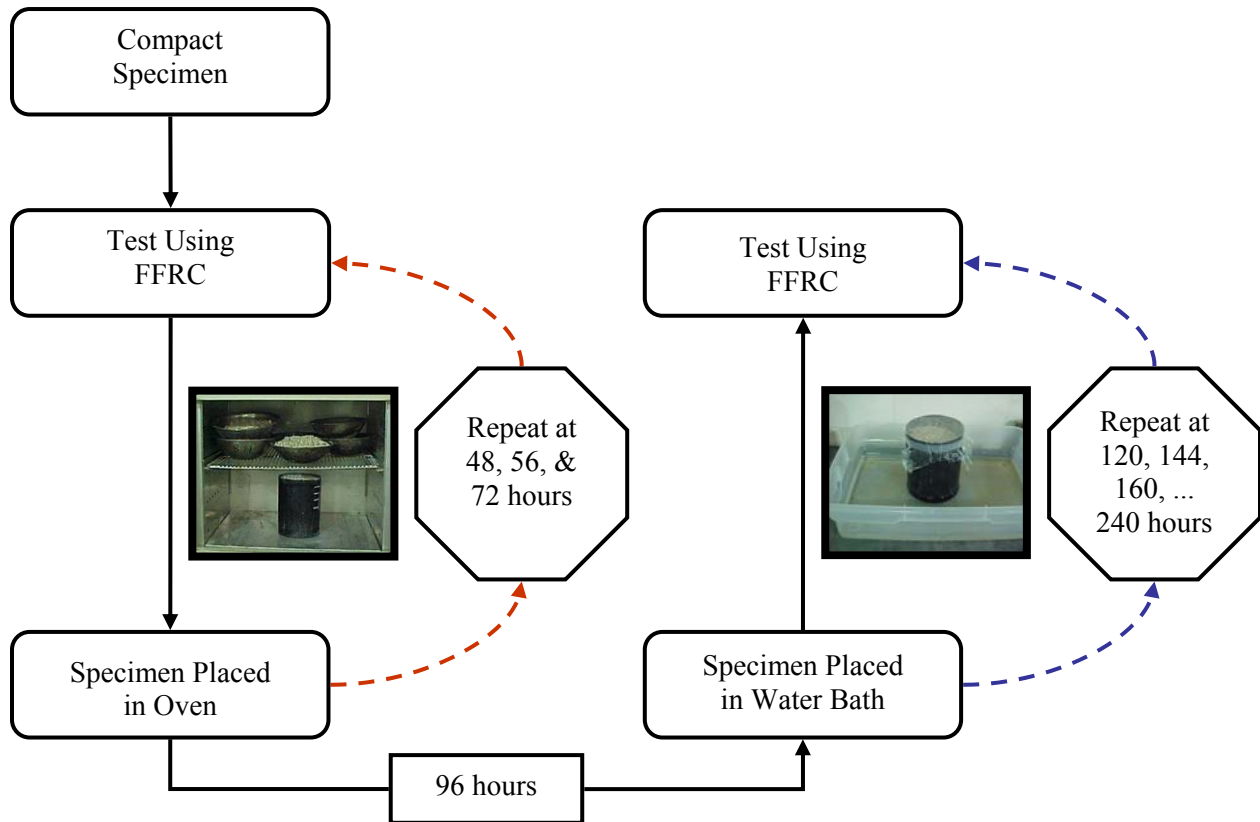 Compact
Specimen
Test Using
FFRC
Repeat at
48, 56, &
72 hours
Specimen Placed
in Oven
96 hours
Test Using
FFRC
Repeat at
120, 144,
160, ...
240 hours
Specimen Placed
in Water Bath